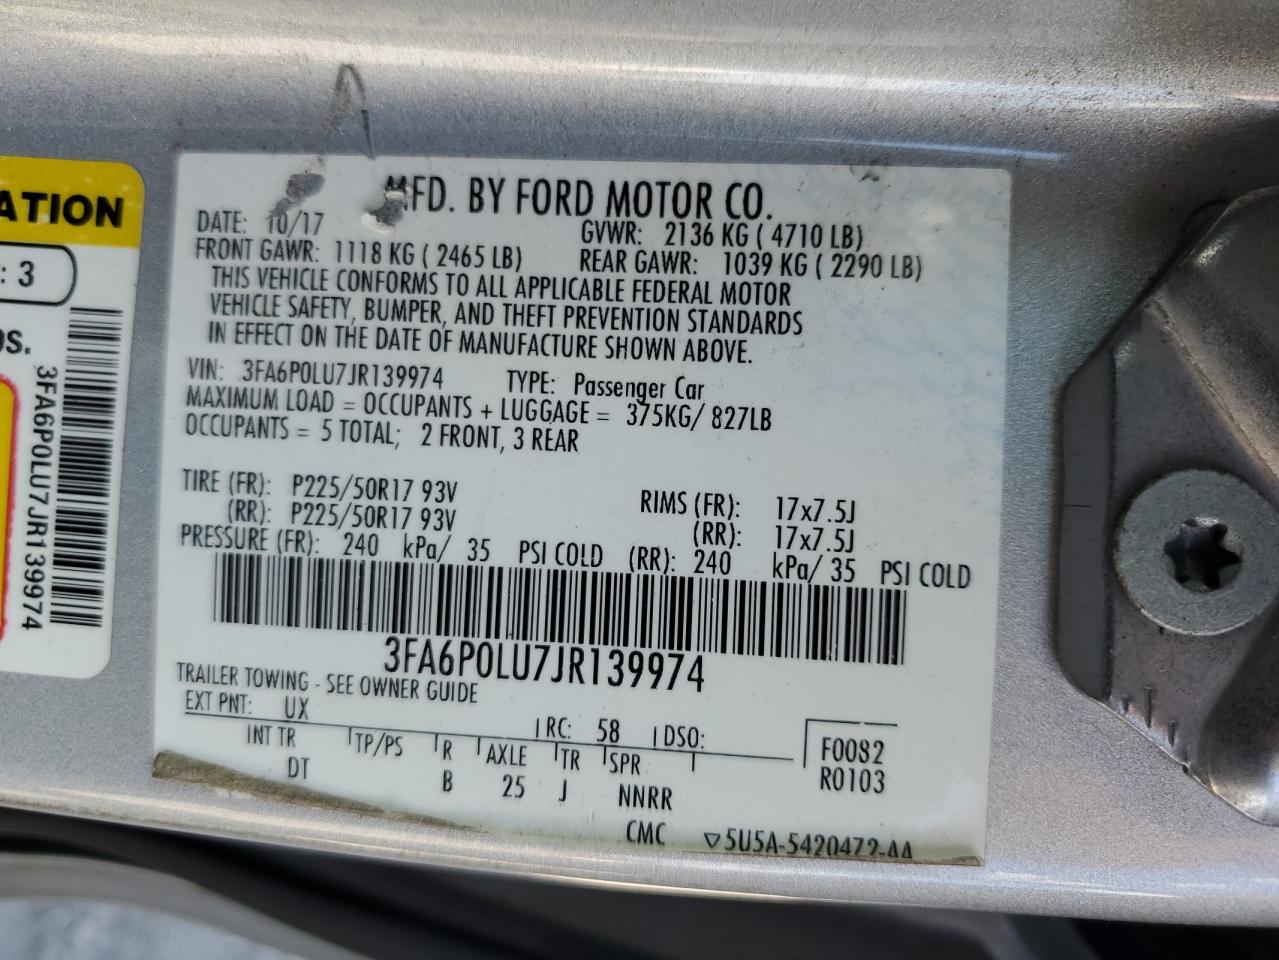 ATION
: 3
DS.
3FA6P0LU7JR139974
MFD. BY FORD MOTOR CO.
DATE: 10/17
GVWR: 2136 KG ( 4710 LB)
FRONT GAWR: 1118 KG ( 2465 LB)
REAR GAWR: 1039 KG ( 2290 LB)
THIS VEHICLE CONFORMS TO ALL APPLICABLE FEDERAL MOTOR
VEHICLE SAFETY, BUMPER, AND THEFT PREVENTION STANDARDS
IN EFFECT ON THE DATE OF MANUFACTURE SHOWN ABOVE.
VIN: 3FA6P0LU7JR139974 TYPE: Passenger Car
MAXIMUM LOAD = OCCUPANTS + LUGGAGE = 375KG/ 827LB
OCCUPANTS = 5 TOTAL; 2 FRONT, 3 REAR
TIRE (FR): P225/50R17 93V RIMS (FR): 17x7.5J
(RR): P225/50R17 93V (RR): 17x7.5J
PRESSURE (FR): 240 kPa/ 35 PSI COLD (RR): 240 kPa/ 35 PSI COLD
3FA6P0LU7JR139974
TRAILER TOWING - SEE OWNER GUIDE
EXT PNT: UX RC: 58 DSO:
INT TR TP/PS R AXLE TR SPR
DT B 25 J NNRR
F0082
R0103
CMC ▽5U5A-5420472-AA